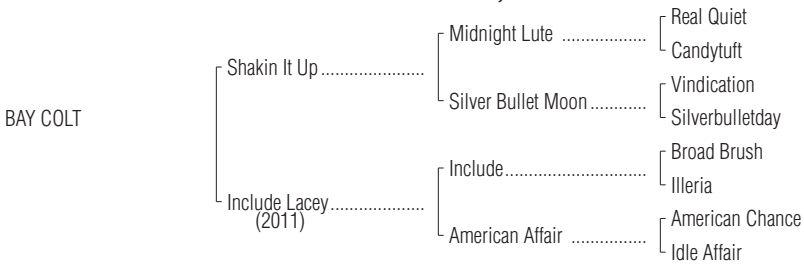 Real Quiet
Midnight Lute ..................
Candytuft
Shakin It Up ......................
Vindication
Silver Bullet Moon ............
Silverbulletday
BAY COLT
Broad Brush
Include..............................
Illeria
Include Lacey ....................
(2011)
American Chance
American Affair ................
Idle Affair